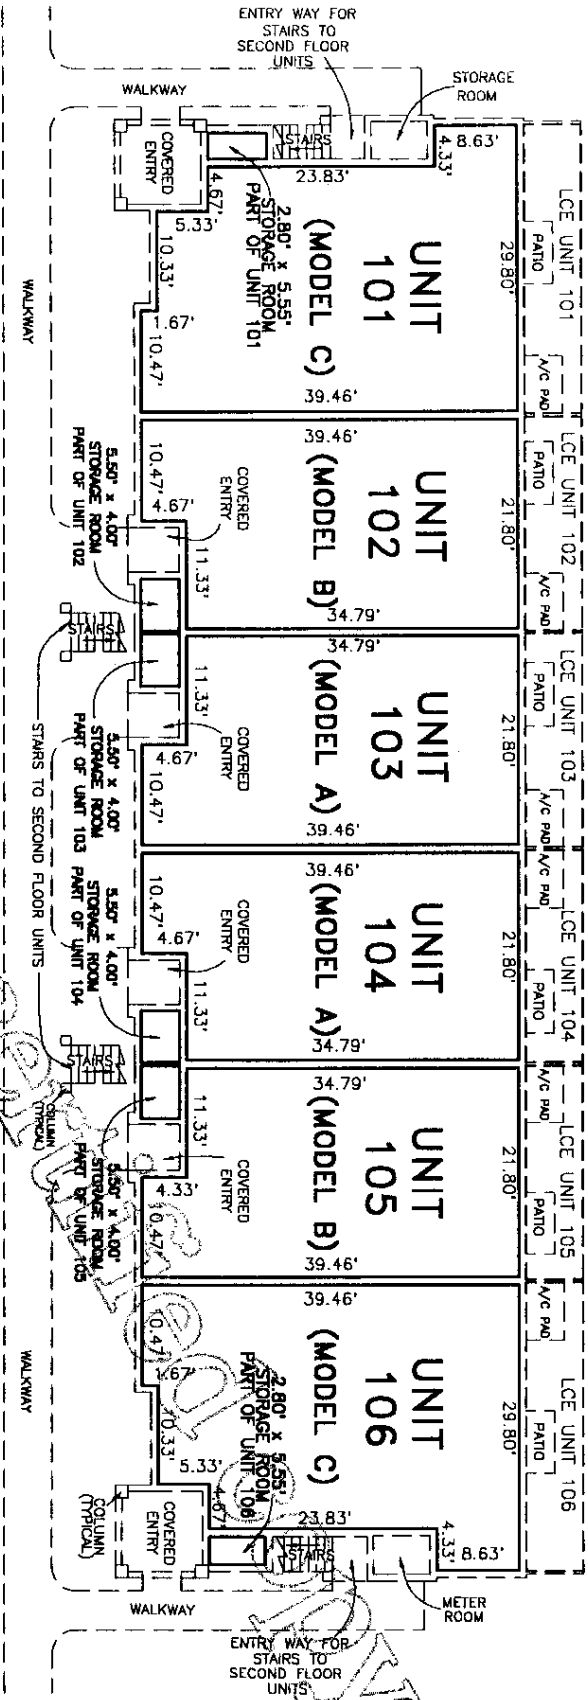 ENTRY WAY FOR
STAIRS TO
SECOND FLOOR
UNITS
WALKWAY
STORAGE
ROOM
STAIRS
COVERED
ENTRY
4.33'
8.63'
23.83'
4.67'
5.33'
10.33'
1.67'
10.47'
2.80' x 5.55'
STORAGE ROOM
PART OF UNIT 101
UNIT
101
(MODEL C)
29.80'
39.46'
LCE UNIT 101
PATIO
A/C PAD
WALKWAY
39.46'
10.47'
4.67'
COVERED
ENTRY
11.33'
5.50' x 4.00'
STORAGE ROOM
PART OF UNIT 102
UNIT
102
(MODEL B)
21.80'
34.79'
LCE UNIT 102
PATIO
A/C PAD
STAIRS
STAIRS TO SECOND FLOOR UNITS
34.79'
11.33'
COVERED
ENTRY
4.67'
10.47'
5.50' x 4.00'
STORAGE ROOM
PART OF UNIT 103
UNIT
103
(MODEL A)
21.80'
39.46'
LCE UNIT 103
PATIO
A/C PAD
39.46'
10.47'
4.67'
COVERED
ENTRY
11.33'
5.50' x 4.00'
STORAGE ROOM
PART OF UNIT 104
UNIT
104
(MODEL A)
21.80'
34.79'
LCE UNIT 104
A/C PAD
PATIO
STAIRS
COLUMN
(TYPICAL)
34.79'
11.33'
COVERED
ENTRY
4.33'
10.47'
5.50' x 4.00'
STORAGE ROOM
PART OF UNIT 105
UNIT
105
(MODEL B)
21.80'
39.46'
LCE UNIT 105
A/C PAD
PATIO
WALKWAY
39.46'
10.47'
1.67'
10.33'
5.33'
4.67'
2.80' x 5.55'
STORAGE ROOM
PART OF UNIT 106
UNIT
106
(MODEL C)
29.80'
23.83'
4.33'
8.63'
LCE UNIT 106
A/C PAD
PATIO
COLUMN
(TYPICAL)
COVERED
ENTRY
STAIRS
WALKWAY
METER
ROOM
ENTRY WAY FOR
STAIRS TO
SECOND FLOOR
UNITS
Certified Copy